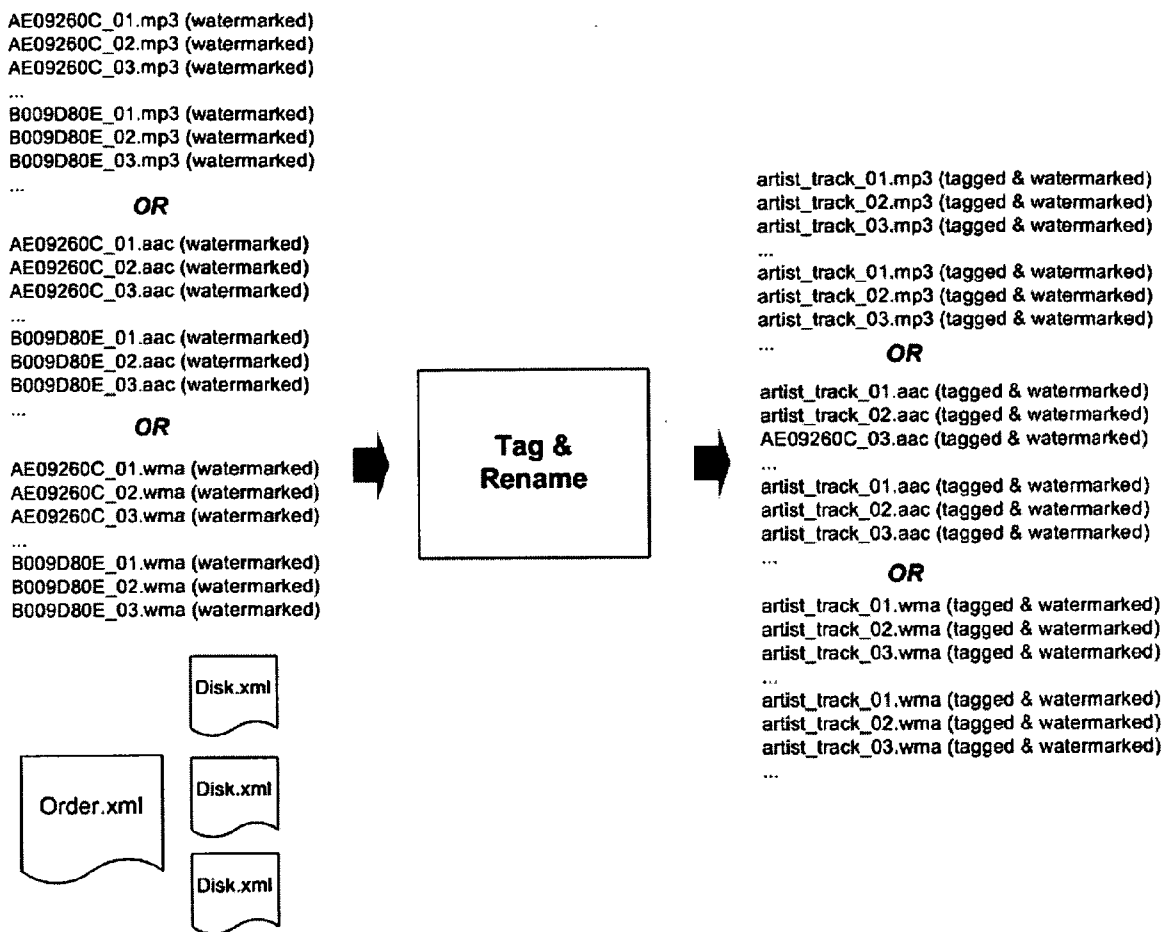 AE09260C_01.mp3 (watermarked)
AE09260C_02.mp3 (watermarked)
AE09260C_03.mp3 (watermarked)
...
B009D80E_01.mp3 (watermarked)
B009D80E_02.mp3 (watermarked)
B009D80E_03.mp3 (watermarked)
...
OR
AE09260C_01.aac (watermarked)
AE09260C_02.aac (watermarked)
AE09260C_03.aac (watermarked)
...
B009D80E_01.aac (watermarked)
B009D80E_02.aac (watermarked)
B009D80E_03.aac (watermarked)
...
OR
AE09260C_01.wma (watermarked)
AE09260C_02.wma (watermarked)
AE09260C_03.wma (watermarked)
...
B009D80E_01.wma (watermarked)
B009D80E_02.wma (watermarked)
B009D80E_03.wma (watermarked)
Order.xml
Disk.xml
Disk.xml
Disk.xml
Tag &
Rename
artist_track_01.mp3 (tagged & watermarked)
artist_track_02.mp3 (tagged & watermarked)
artist_track_03.mp3 (tagged & watermarked)
...
artist_track_01.mp3 (tagged & watermarked)
artist_track_02.mp3 (tagged & watermarked)
artist_track_03.mp3 (tagged & watermarked)
...
OR
artist_track_01.aac (tagged & watermarked)
artist_track_02.aac (tagged & watermarked)
AE09260C_03.aac (tagged & watermarked)
...
artist_track_01.aac (tagged & watermarked)
artist_track_02.aac (tagged & watermarked)
artist_track_03.aac (tagged & watermarked)
...
OR
artist_track_01.wma (tagged & watermarked)
artist_track_02.wma (tagged & watermarked)
artist_track_03.wma (tagged & watermarked)
...
artist_track_01.wma (tagged & watermarked)
artist_track_02.wma (tagged & watermarked)
artist_track_03.wma (tagged & watermarked)
...